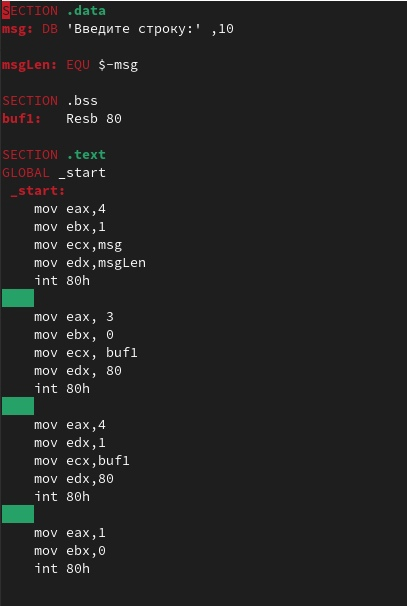 SECTION .data
msg: DB 'Введите строку:' ,10
msgLen: EQU $-msg
SECTION .bss
buf1: Resb 80
SECTION .text
GLOBAL _start
_start:
mov eax,4
mov ebx,1
mov ecx,msg
mov edx,msgLen
int 80h
mov eax, 3
mov ebx, 0
mov ecx, buf1
mov edx, 80
int 80h
mov eax,4
mov edx,1
mov ecx,buf1
mov edx,80
int 80h
mov eax,1
mov ebx,0
int 80h